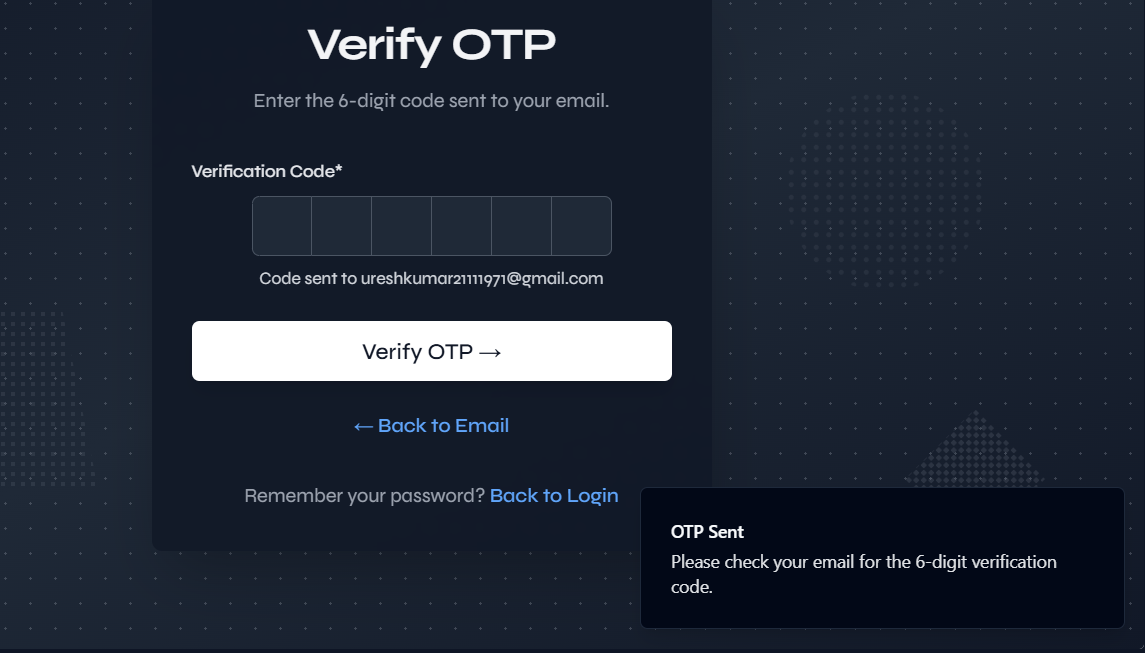 Verify OTP
Enter the 6-digit code sent to your email.
Verification Code*
Code sent to ureshkumar21111971@gmail.com
Verify OTP →
← Back to Email
Remember your password? Back to Login
OTP Sent
Please check your email for the 6-digit verification
code.